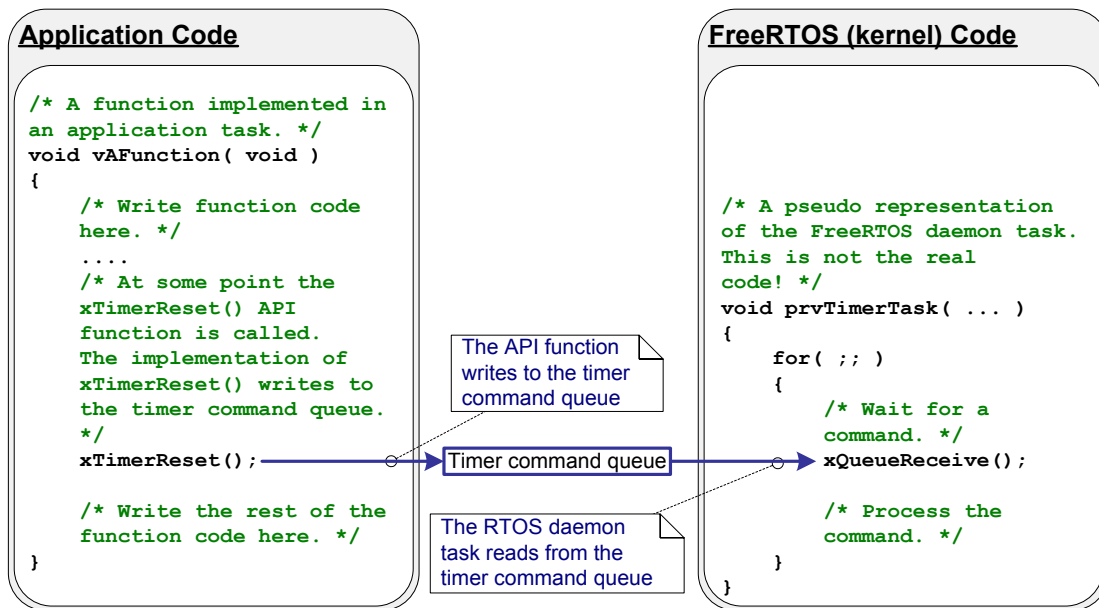 Application Code
/* A function implemented in
an application task. */
void vAFunction( void )
{
/* Write function code
here. */
....
/* At some point the
xTimerReset() API
function is called.
The implementation of
xTimerReset() writes to
the timer command queue.
*/
xTimerReset();
/* Write the rest of the
function code here. */
}
The API function
writes to the timer
command queue
Timer command queue
The RTOS daemon
task reads from the
timer command queue
FreeRTOS (kernel) Code
/* A pseudo representation
of the FreeRTOS daemon task.
This is not the real
code! */
void prvTimerTask( ... )
{
for( ;; )
{
/* Wait for a
command. */
xQueueReceive();
/* Process the
command. */
}
}